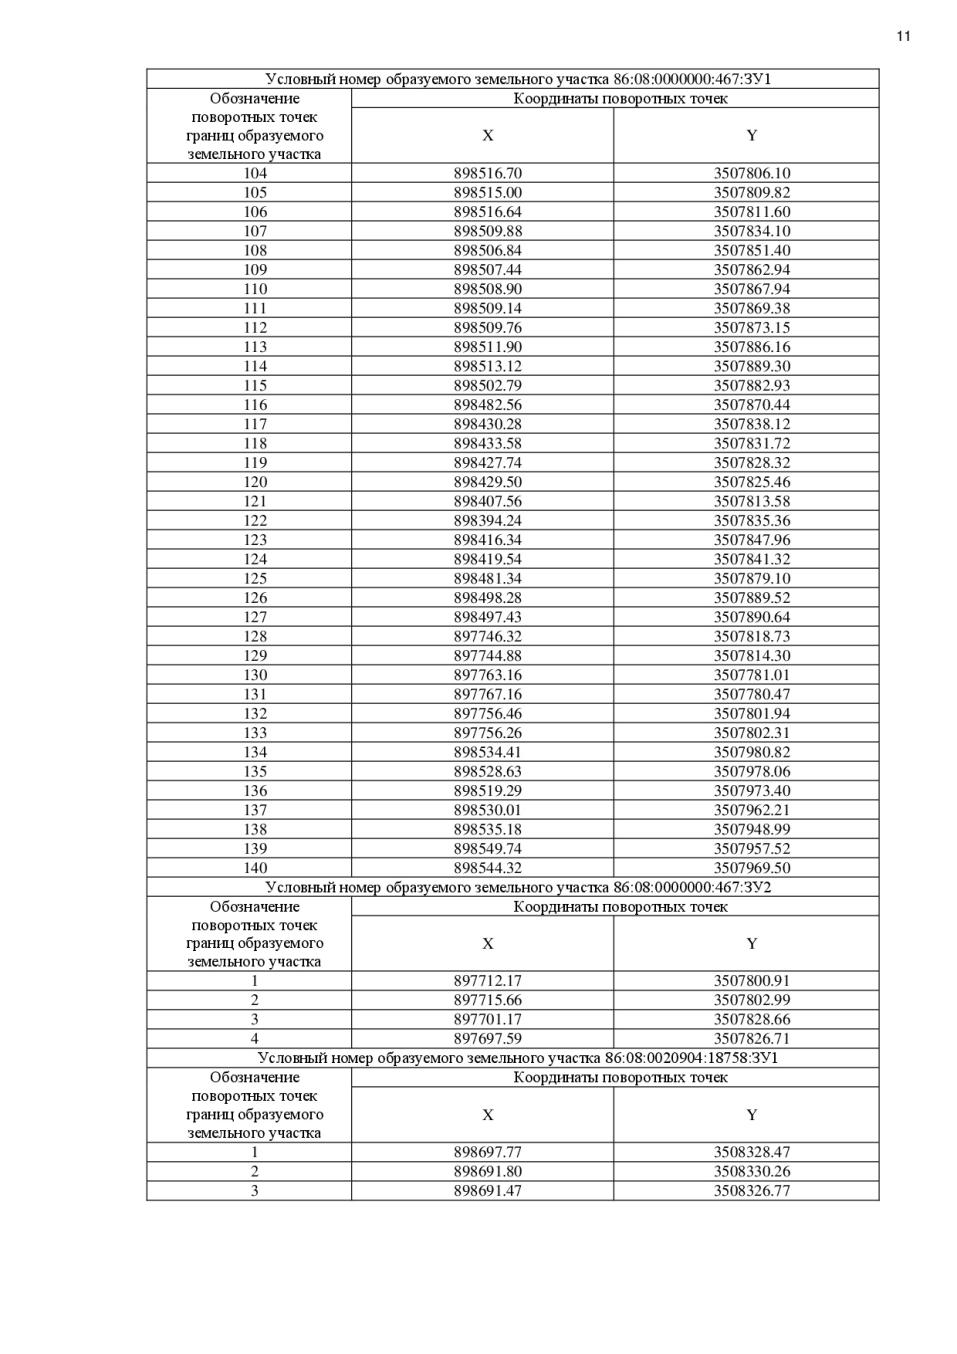 11
Условный номер образуемого земельного участка 86:08:0000000:467:ЗУ1
Обозначение
поворотных точек
границ образуемого
земельного участка
Координаты поворотных точек
X Y
104 898516.70 3507806.10
105 898515.00 3507809.82
106 898516.64 3507811.60
107 898509.88 3507834.10
108 898506.84 3507851.40
109 898507.44 3507862.94
110 898508.90 3507867.94
111 898509.14 3507869.38
112 898509.76 3507873.15
113 898511.90 3507886.16
114 898513.12 3507889.30
115 898502.79 3507882.93
116 898482.56 3507870.44
117 898430.28 3507838.12
118 898433.58 3507831.72
119 898427.74 3507828.32
120 898429.50 3507825.46
121 898407.56 3507813.58
122 898394.24 3507835.36
123 898416.34 3507847.96
124 898419.54 3507841.32
125 898481.34 3507879.10
126 898498.28 3507889.52
127 898497.43 3507890.64
128 897746.32 3507818.73
129 897744.88 3507814.30
130 897763.16 3507781.01
131 897767.16 3507780.47
132 897756.46 3507801.94
133 897756.26 3507802.31
134 898534.41 3507980.82
135 898528.63 3507978.06
136 898519.29 3507973.40
137 898530.01 3507962.21
138 898535.18 3507948.99
139 898549.74 3507957.52
140 898544.32 3507969.50
Условный номер образуемого земельного участка 86:08:0000000:467:ЗУ2
Обозначение
поворотных точек
границ образуемого
земельного участка
Координаты поворотных точек
X Y
1 897712.17 3507800.91
2 897715.66 3507802.99
3 897701.17 3507828.66
4 897697.59 3507826.71
Условный номер образуемого земельного участка 86:08:0020904:18758:ЗУ1
Обозначение
поворотных точек
границ образуемого
земельного участка
Координаты поворотных точек
X Y
1 898697.77 3508328.47
2 898691.80 3508330.26
3 898691.47 3508326.77